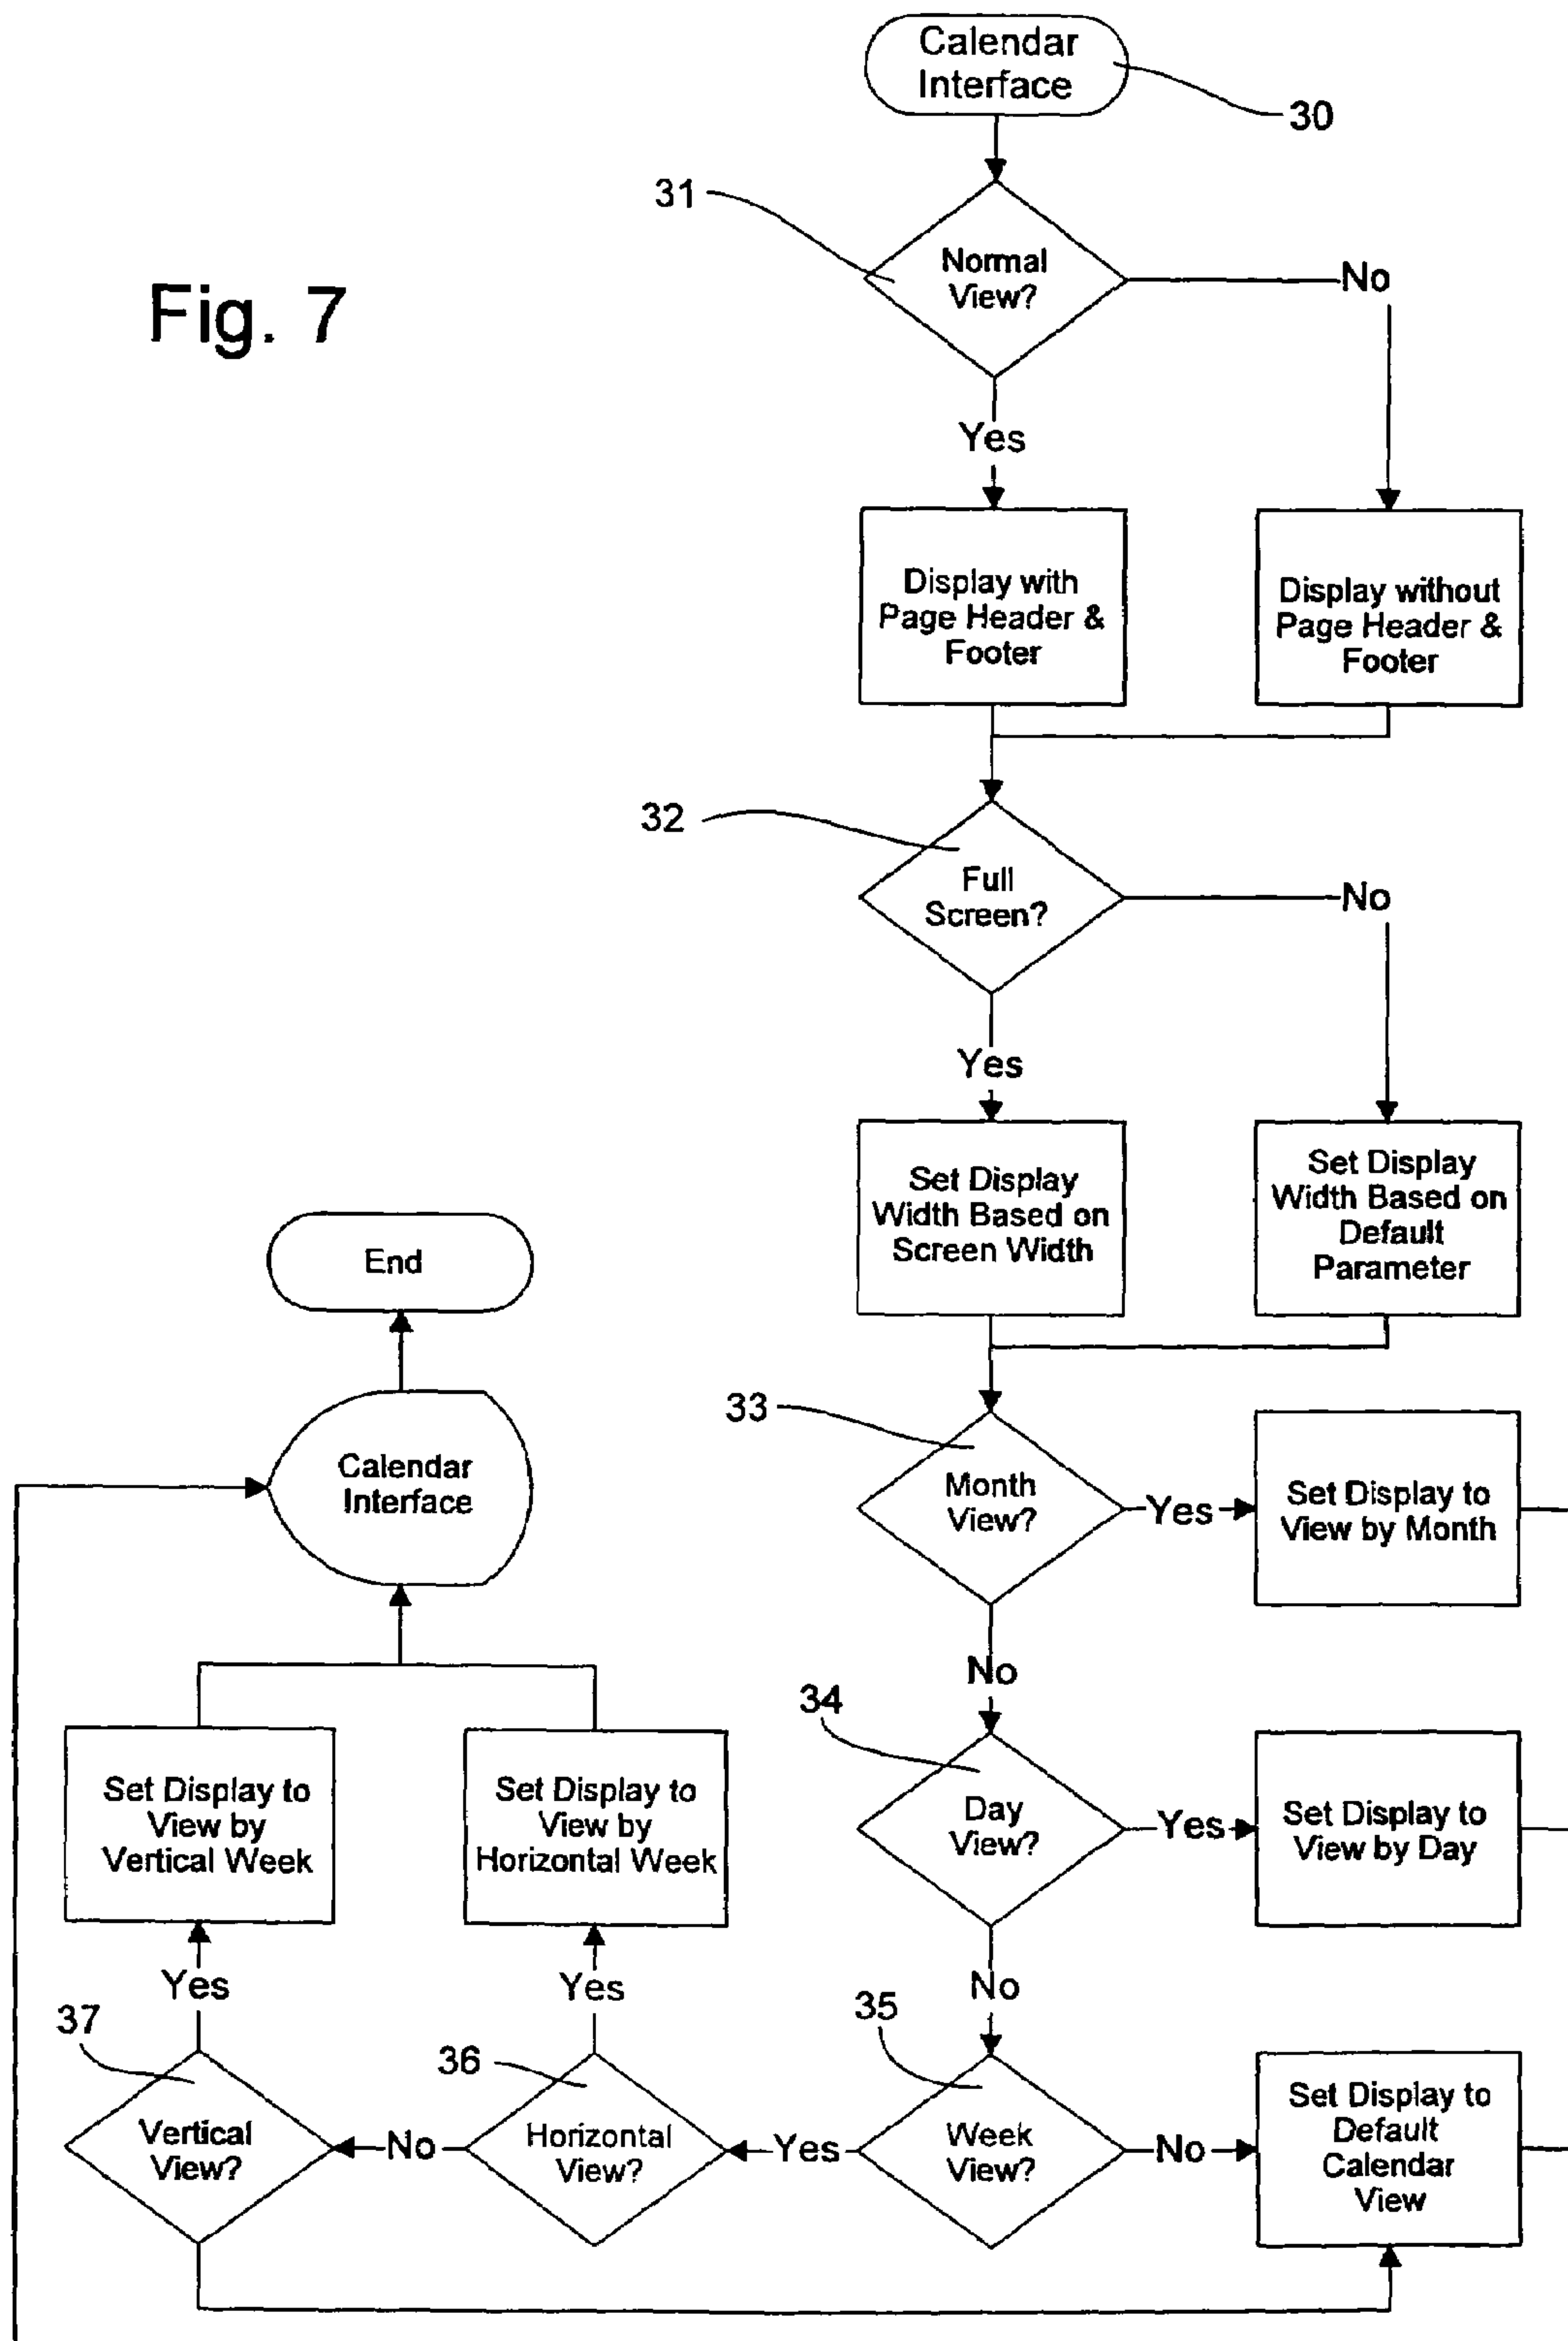 Calendar
Interface
30
31
Normal
View?
No
Fig. 7
Yes
Display with
Page Header &
Footer
Display without
Page Header &
Footer
32
Full
Screen?
No
Yes
Set Display
Width Based on
Screen Width
Set Display
Width Based on
Default
Parameter
End
33
Calendar
Interface
Month
View?
Yes
Set Display to
View by Month
No
34
Set Display to
View by
Vertical Week
Set Display to
View by
Horizontal Week
Day
View?
Yes
Set Display to
View by Day
Yes
Yes
No
37
36
35
Vertical
View?
No
Horizontal
View?
Yes
Week
View?
No
Set Display to
Default
Calendar
View